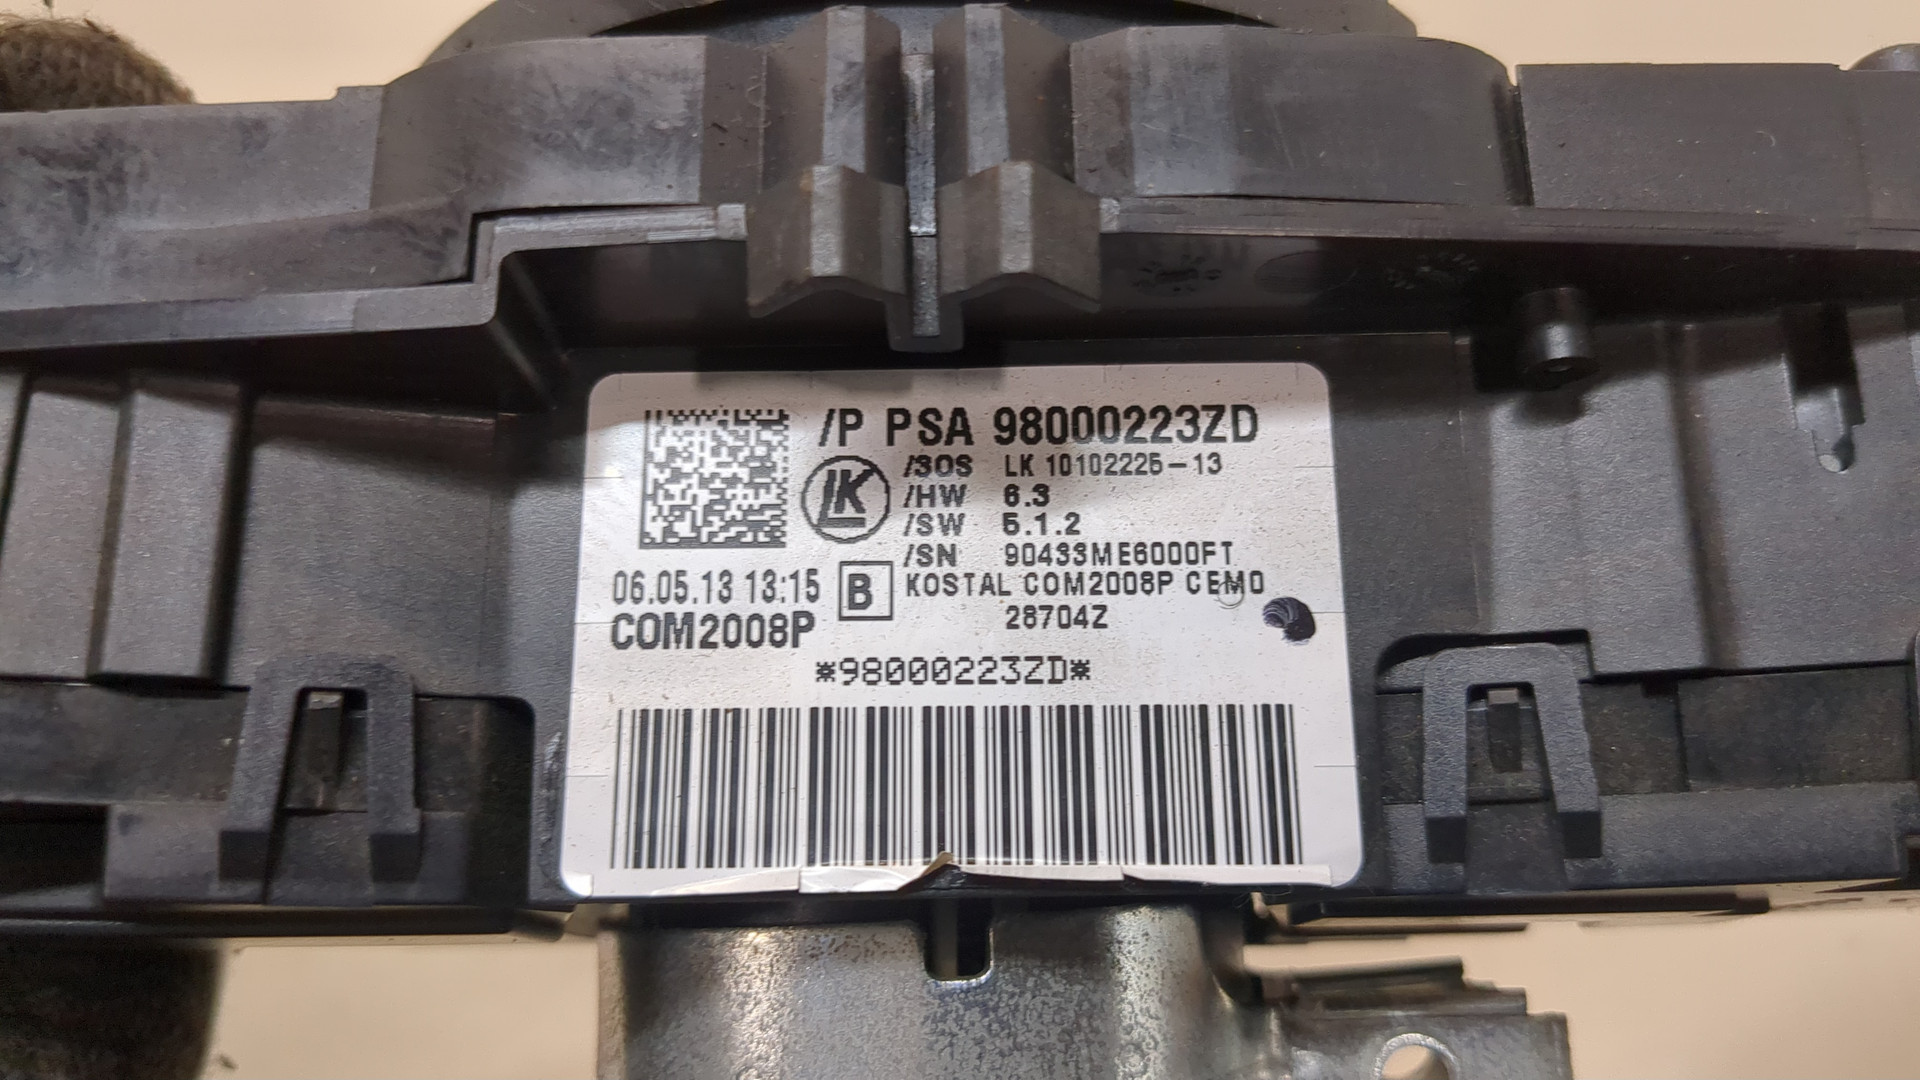 /P PSA 98000223ZD
LK
/SOS LK 10102225-13
/HW 6.3
/SW 5.1.2
/SN 90433ME6000FT
06.05.13 13:15 B KOSTAL COM2008P CEM0
COM2008P 28704Z
*98000223ZD*